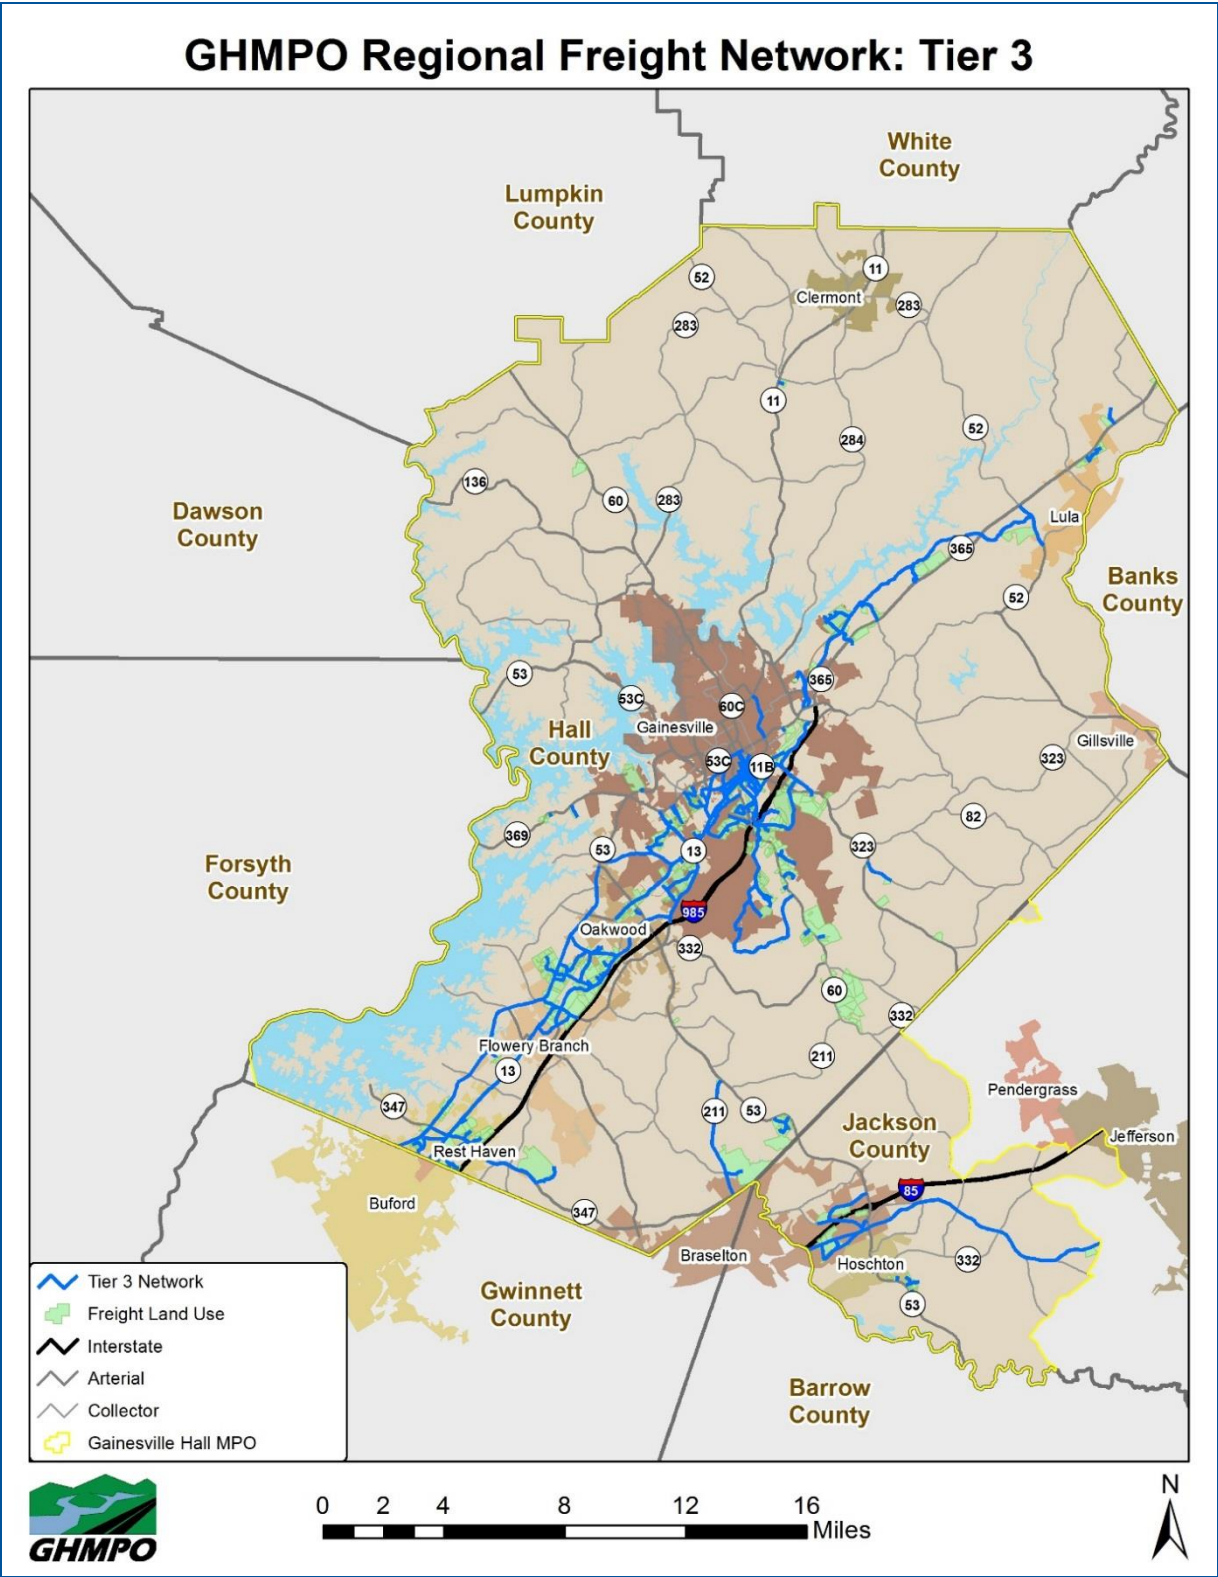 GHMPO Regional Freight Network: Tier 3
White
County
Lumpkin
County
52
11
Clermont
283
283
11
284
52
136
60
283
Dawson
County
Lula
365
Banks
County
52
53
365
53C
60C
Hall
County
Gainesville
Gillsville
323
53C
11B
82
369
53
13
323
Forsyth
County
985
Oakwood
332
60
332
Flowery Branch
211
13
Pendergrass
347
211
53
Jackson
County
Jefferson
Rest Haven
85
Buford
347
Braselton
Hoschton
332
Gwinnett
County
53
Barrow
County
Tier 3 Network
Freight Land Use
Interstate
Arterial
Collector
Gainesville Hall MPO
GHMPO
0 2 4 8 12 16
Miles
N